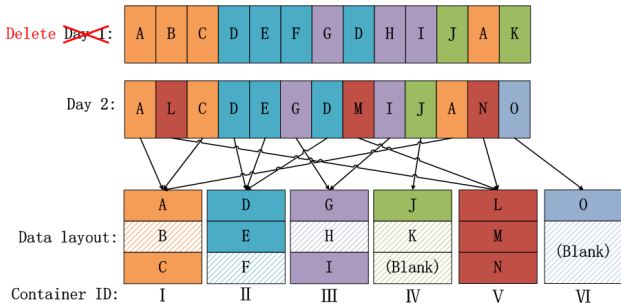 Delete Day 1: A B C D E F G D H I J A K
Day 2: A L C D E G D M I J A N O
A D G J L O
Data layout: B E H K M (Blank)
C F I (Blank) N
Container ID: I II III IV V VI